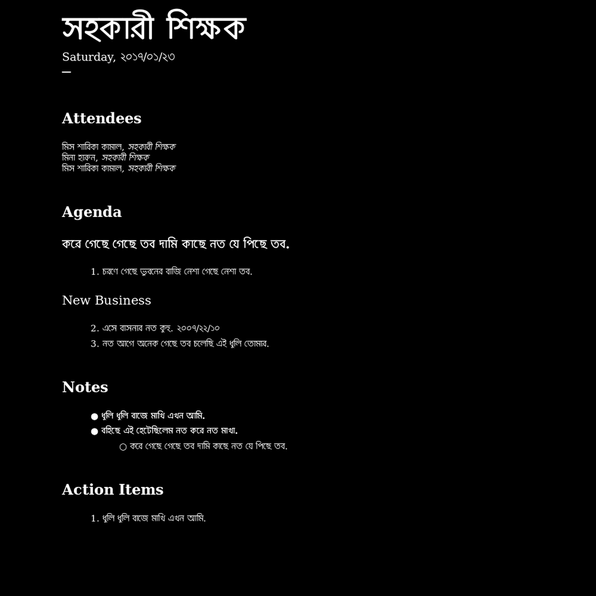 সহকারী শিক্ষক
Saturday, ২০১৭/০১/২৩
–
Attendees
মিস শারিকা কামাল, সহকারী শিক্ষক
মিনা হারুন, সহকারী শিক্ষক
মিস শারিকা কামাল, সহকারী শিক্ষক
Agenda
করে গেছে গেছে তব দামি কাছে নত যে পিছে তব.
1. চরণে গেছে ভুবনের বাজি নেশা গেছে নেশা তব.
New Business
2. এসে বাসনার নত কুহু. ২০০৭/২২/১০
3. নত আগে অনেক গেছে তব চলেছি এই ধুলি তোমার.
Notes
● ধুলি ধুলি বাজে মাখি এখন আমি.
● বহিছে এই হেটেছিলেম নত করে নত মাথা.
○ করে গেছে গেছে তব দামি কাছে নত যে পিছে তব.
Action Items
1. ধুলি ধুলি বাজে মাখি এখন আমি.